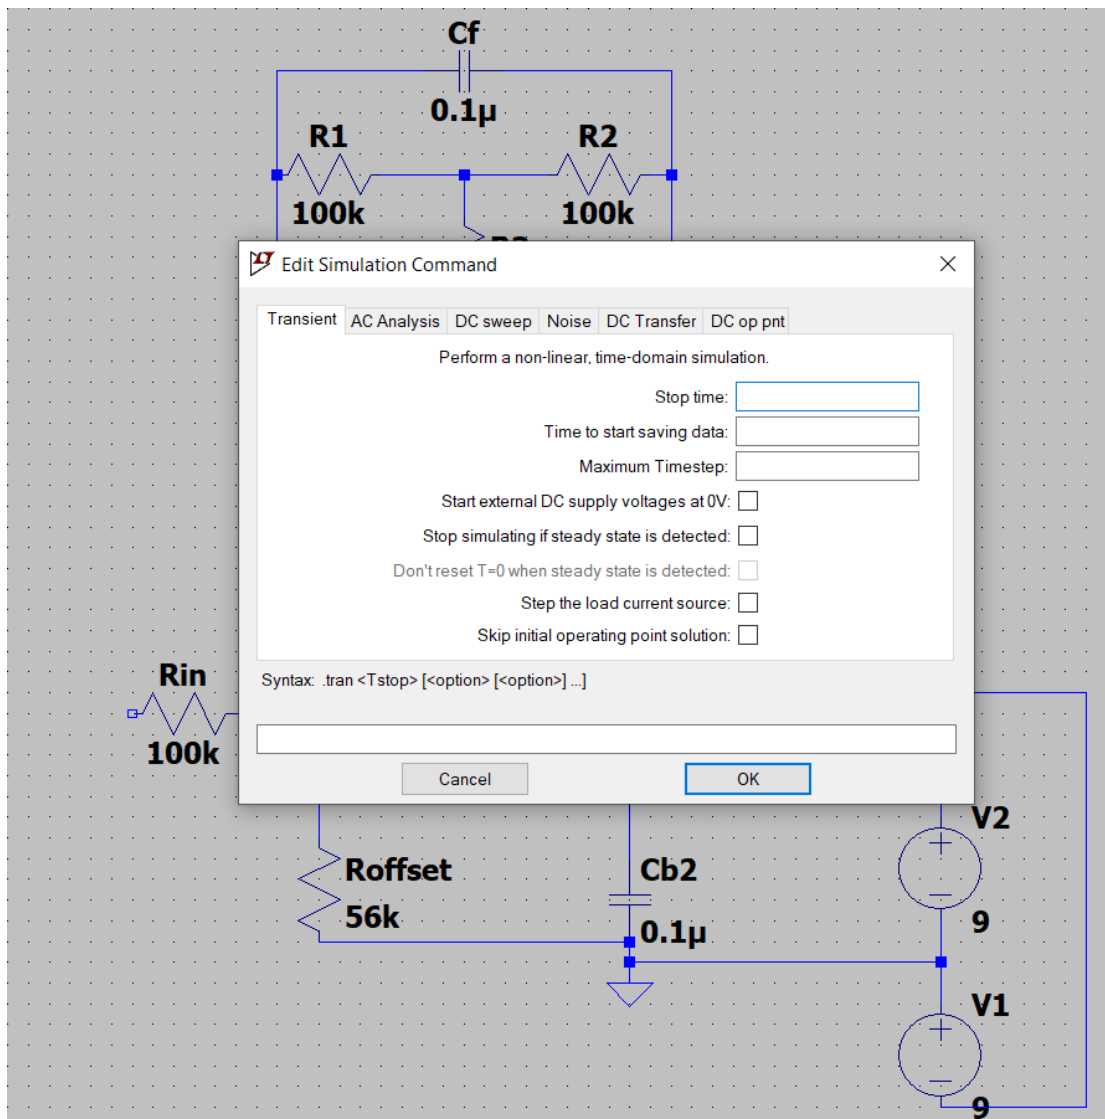 Cf
0.1µ
R1
R2
100k
100k
Edit Simulation Command
Transient
AC Analysis
DC sweep
Noise
DC Transfer
DC op pnt
Perform a non-linear, time-domain simulation.
Stop time:
Time to start saving data:
Maximum Timestep:
Start external DC supply voltages at 0V:
Stop simulating if steady state is detected:
Don't reset T=0 when steady state is detected:
Step the load current source:
Skip initial operating point solution:
Syntax: .tran <Tstop> [<option> [<option>] ...]
Cancel
OK
Rin
100k
V2
9
Roffset
56k
Cb2
0.1µ
V1
9